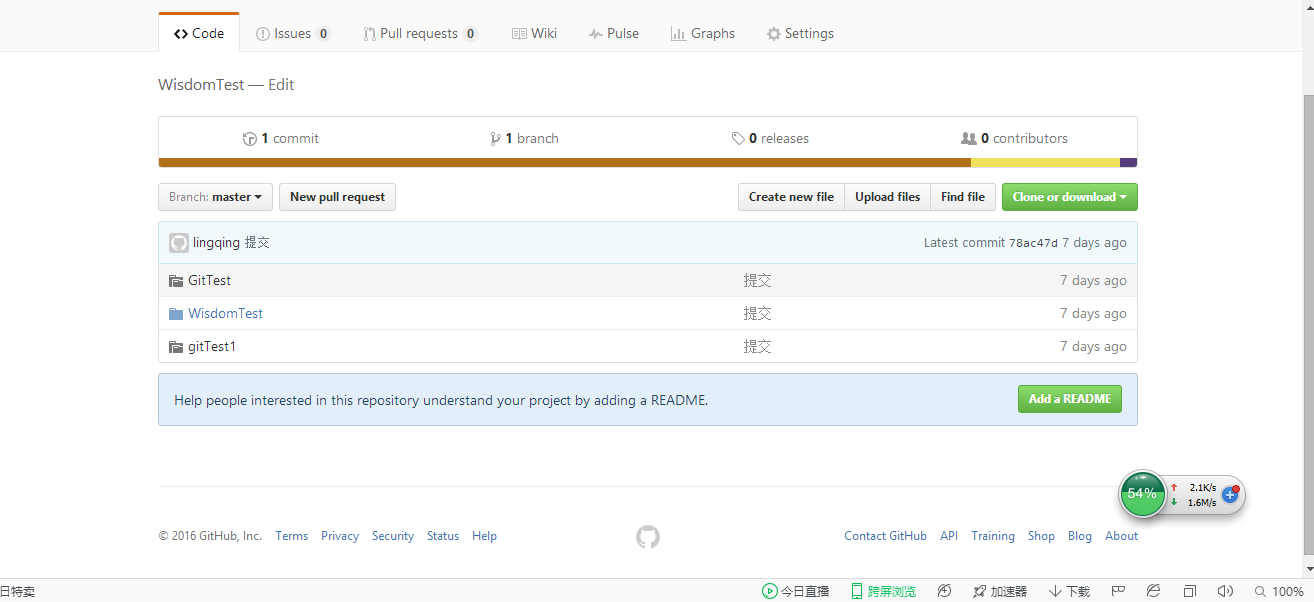 Code Issues 0 Pull requests 0 Wiki Pulse Graphs Settings
WisdomTest — Edit
1 commit 1 branch 0 releases 0 contributors
Branch: master New pull request Create new file Upload files Find file Clone or download
lingqing 提交 Latest commit 78ac47d 7 days ago
GitTest 提交 7 days ago
WisdomTest 提交 7 days ago
gitTest1 提交 7 days ago
Help people interested in this repository understand your project by adding a README. Add a README
54% 2.1K/s
1.6M/s
© 2016 GitHub, Inc. Terms Privacy Security Status Help Contact GitHub API Training Shop Blog About
日特卖 今日直播 跨屏浏览 加速器 下载 100%